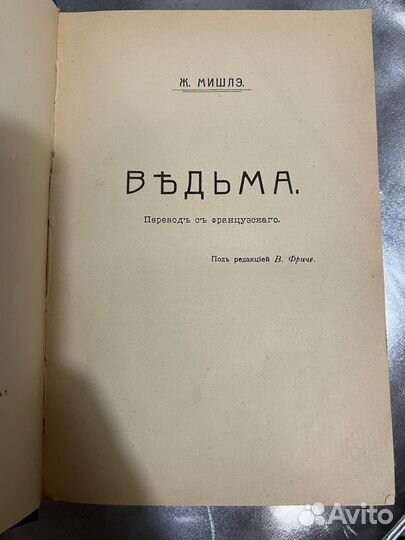 Ж. МИШЛЭ.
ВѢДЬМА.
Переводъ съ французскаго.
Подъ редакціей В. Фриче.
Avito